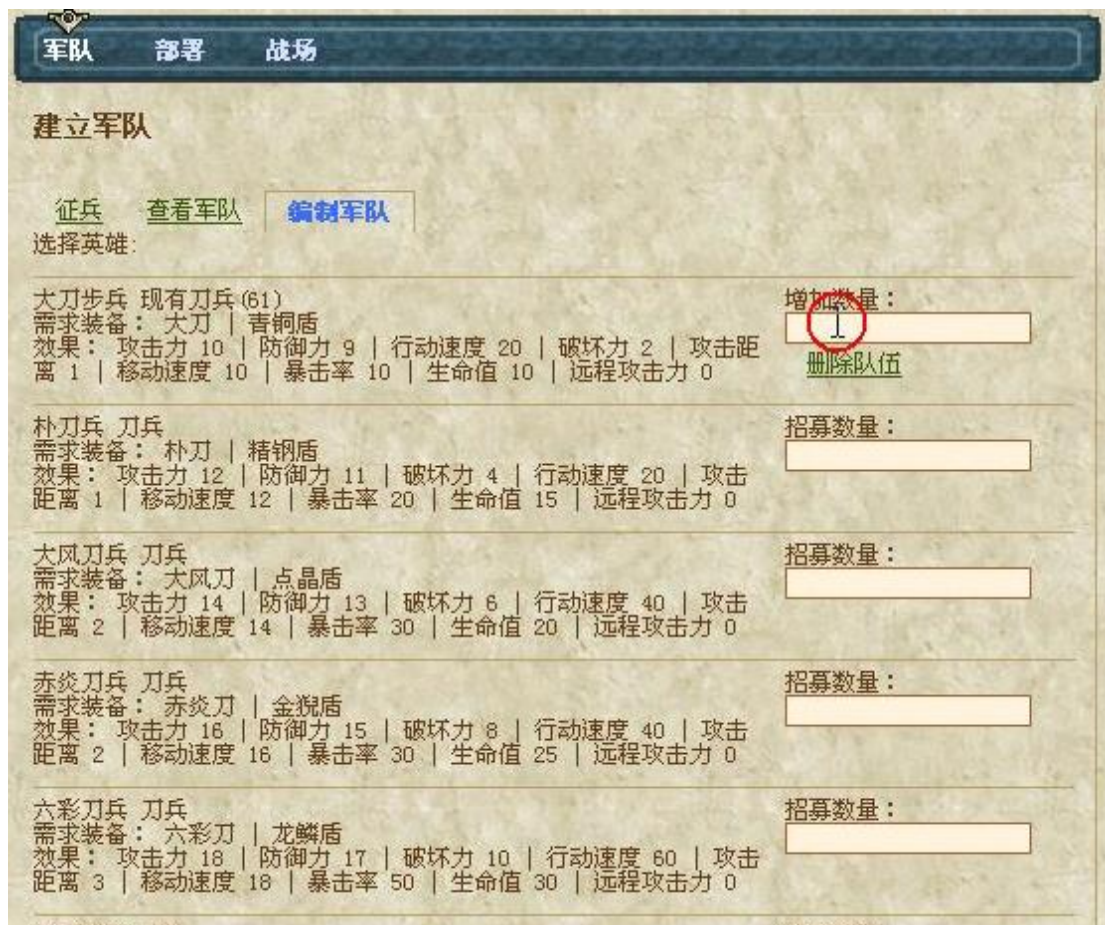 军队 部署 战场
建立军队
征兵 查看军队 编制军队
选择英雄:
大刀步兵 现有刀兵(61)
增加数量：
需求装备： 大刀 | 青铜盾
效果： 攻击力 10 | 防御力 9 | 行动速度 20 | 破坏力 2 | 攻击距
离 1 | 移动速度 10 | 暴击率 10 | 生命值 10 | 远程攻击力 0
删除队伍
朴刀兵 刀兵
招募数量：
需求装备： 朴刀 | 精钢盾
效果： 攻击力 12 | 防御力 11 | 破坏力 4 | 行动速度 20 | 攻击
距离 1 | 移动速度 12 | 暴击率 20 | 生命值 15 | 远程攻击力 0
大风刀兵 刀兵
招募数量：
需求装备： 大风刀 | 点晶盾
效果： 攻击力 14 | 防御力 13 | 破坏力 6 | 行动速度 40 | 攻击
距离 2 | 移动速度 14 | 暴击率 30 | 生命值 20 | 远程攻击力 0
赤炎刀兵 刀兵
招募数量：
需求装备： 赤炎刀 | 金猊盾
效果： 攻击力 16 | 防御力 15 | 破坏力 8 | 行动速度 40 | 攻击
距离 2 | 移动速度 16 | 暴击率 30 | 生命值 25 | 远程攻击力 0
六彩刀兵 刀兵
招募数量：
需求装备： 六彩刀 | 龙鳞盾
效果： 攻击力 18 | 防御力 17 | 破坏力 10 | 行动速度 60 | 攻击
距离 3 | 移动速度 18 | 暴击率 50 | 生命值 30 | 远程攻击力 0